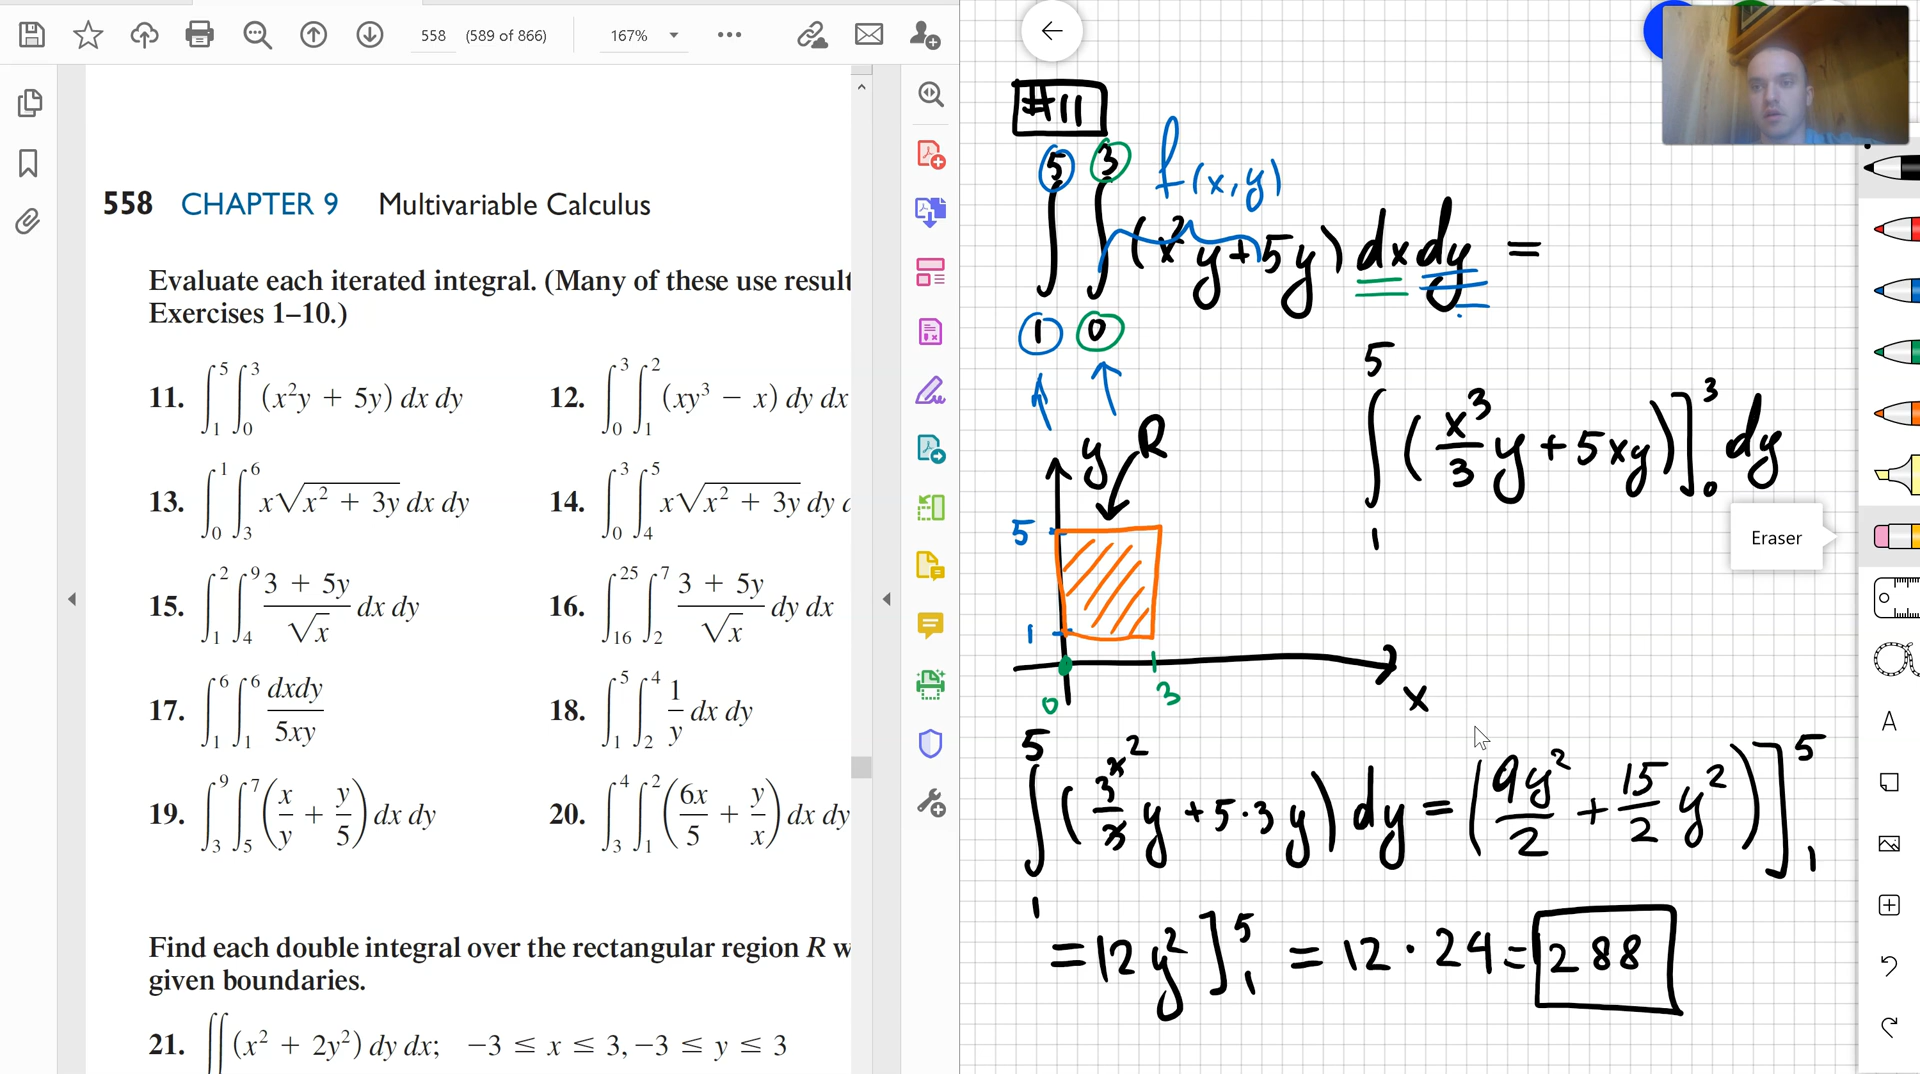 558 (589 of 866) 167%
558 CHAPTER 9 Multivariable Calculus
Evaluate each iterated integral. (Many of these use result
Exercises 1–10.)
11. ∫₁⁵ ∫₀³ (x²y + 5y) dx dy
12. ∫₀³ ∫₁² (xy³ − x) dy dx
13. ∫₀¹ ∫₃⁶ x√(x² + 3y) dx dy
14. ∫₀³ ∫₄⁵ x√(x² + 3y) dy
15. ∫₁² ∫₄⁹ (3 + 5y)/√x dx dy
16. ∫₁₆²⁵ ∫₂⁷ (3 + 5y)/√x dy dx
17. ∫₁⁶ ∫₁⁶ dxdy/5xy
18. ∫₁⁵ ∫₂⁴ 1/y dx dy
19. ∫₃⁹ ∫₅⁷ (x/y + y/5) dx dy
20. ∫₃⁴ ∫₁² (6x/5 + y/x) dx dy
Find each double integral over the rectangular region R w
given boundaries.
21. ∬ (x² + 2y²) dy dx; −3 ≤ x ≤ 3, −3 ≤ y ≤ 3
#11
f(x,y)
∫₁⁵ ∫₀³ (x²y + 5y) dx dy =
∫₁⁵ (x³/3 y + 5xy)]₀³ dy
y R
5
1
0 3 x
Eraser
A
∫₁⁵ (3³/3 y + 5·3y) dy = (9y²/2 + 15/2 y²)]₁⁵
= 12y²]₁⁵ = 12 · 24 = 288